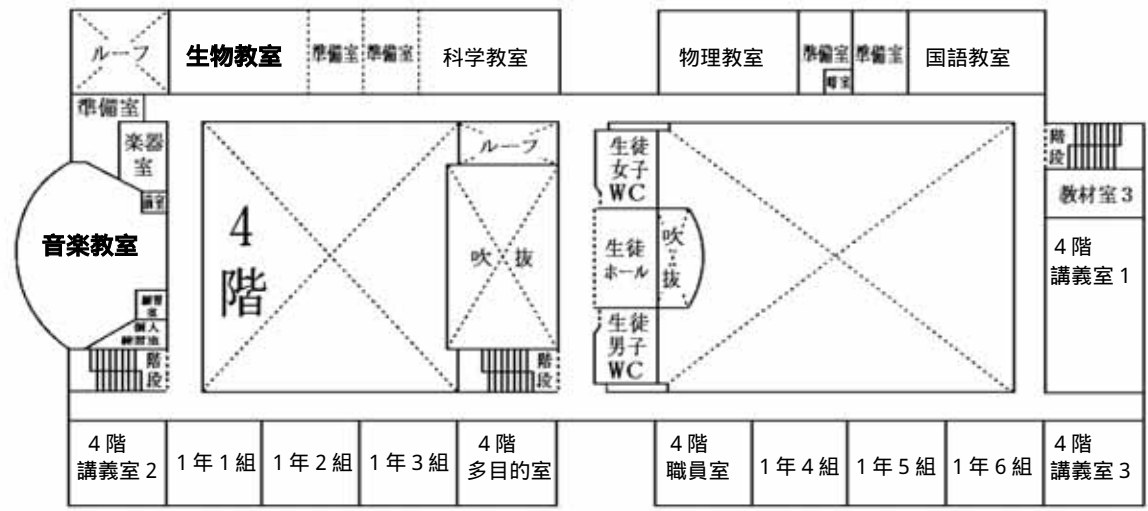 ルーフ
生物教室
準備室
準備室
科学教室
物理教室
準備室
暗室
準備室
国語教室
準備室
楽器
室
音楽教室
個人
階
段
4
階
ルーフ
吹抜
階
段
生徒
女子
WC
生徒
ホール
吹
抜
生徒
男子
WC
階
段
教材室3
4階
講義室1
4階
講義室2
1年1組
1年2組
1年3組
4階
多目的室
4階
職員室
1年4組
1年5組
1年6組
4階
講義室3